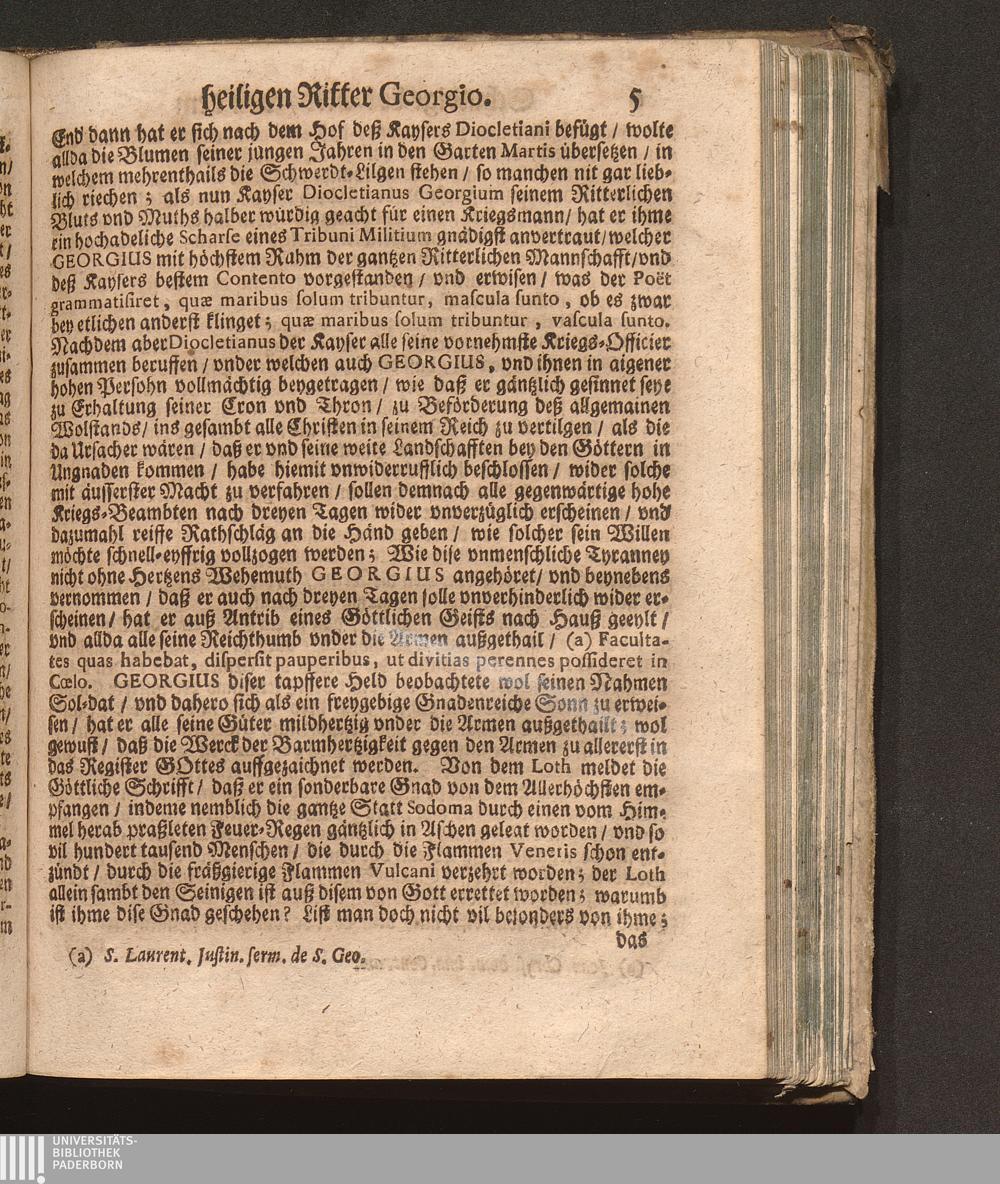 heiligen Ritter Georgio. 5
End dann hat er sich nach dem Hof deß Kaysers Diocletiani befügt / wolte
allda die Blumen seiner jungen Jahren in den Garten Martis übersetzen / in
welchem mehrenthails die Schwerdt-Lilgen stehen / so manchen nit gar lieb-
lich riechen ; als nun Kayser Diocletianus Georgium seinem Ritterlichen
Bluts vnd Muths halber würdig geacht für einen Kriegsmann / hat er ihme
ein hochadeliche Scharſe eines Tribuni Militium gnädigst anvertraut / welcher
GEORGIUS mit höchstem Rahm der gantzen Ritterlichen Mannschafft / vnd
deß Kaysers bestem Contento vorgestanden / vnd erwisen / was der Poët
grammatiſiret, quæ maribus ſolum tribuntur, maſcula ſunto, ob es zwar
bey etlichen anderst klinget ; quæ maribus ſolum tribuntur, vaſcula ſunto.
Nachdem aber Diocletianus der Kayser alle seine vornehmste Kriegs-Officier
zusammen beruffen / vnder welchen auch GEORGIUS, vnd ihnen in aigener
hohen Persohn vollmächtig beygetragen / wie daß er gäntzlich gesinnet seye
zu Erhaltung seiner Cron vnd Thron / zu Beförderung deß allgemainen
Wolstands / ins gesambt alle Christen in seinem Reich zu vertilgen / als die
da Ursacher wären / daß er vnd seine weite Landschafften bey den Göttern in
Ungnaden kommen / habe hiemit vnwiderrufflich beschlossen / wider solche
mit äusserster Macht zu verfahren / sollen demnach alle gegenwärtige hohe
Kriegs-Beambten nach dreyen Tagen wider vnverzüglich erscheinen / vnd
dazumahl reiffe Rathschläg an die Händ geben / wie solcher sein Willen
möchte schnell-eyffrig vollzogen werden ; Wie dise vnmenschliche Tyranney
nicht ohne Hertzens Wehemuth GEORGIUS angehöret / vnd beynebens
vernommen / daß er auch nach dreyen Tagen solle vnverhinderlich wider er-
scheinen / hat er auß Antrib eines Göttlichen Geists nach Hauß geeylt /
vnd allda alle seine Reichthumb vnder die Armen außgethail / (a) Faculta-
tes quas habebat, diſperſit pauperibus, ut divitias perennes poſſideret in
Cœlo. GEORGIUS diser tapffere Held beobachtete wol seinen Nahmen
Sol-dat / vnd dahero sich als ein freygebige Gnadenreiche Sonn zu erwei-
sen / hat er alle seine Güter mildhertzig vnder die Armen außgethailt ; wol
gewust / daß die Werck der Barmhertzigkeit gegen den Armen zu allererst in
das Register GOttes auffgezaichnet werden. Von dem Loth meldet die
Göttliche Schrifft / daß er ein sonderbare Gnad von dem Allerhöchsten em-
pfangen / indeme nemblich die gantze Statt Sodoma durch einen vom Him-
mel herab praßleten Feuer-Regen gäntzlich in Aschen geleat worden / vnd so
vil hundert tausend Menschen / die durch die Flammen Veneris schon ent-
zündt / durch die fräßgierige Flammen Vulcani verzehrt worden ; der Loth
allein sambt den Seinigen ist auß disem von Gott errettet worden ; warumb
ist ihme dise Gnad geschehen? List man doch nicht vil besonders von ihme ;
das
(a) S. Laurent. Juſtin. ſerm. de S. Geo.
UNIVERSITÄTS-
BIBLIOTHEK
PADERBORN